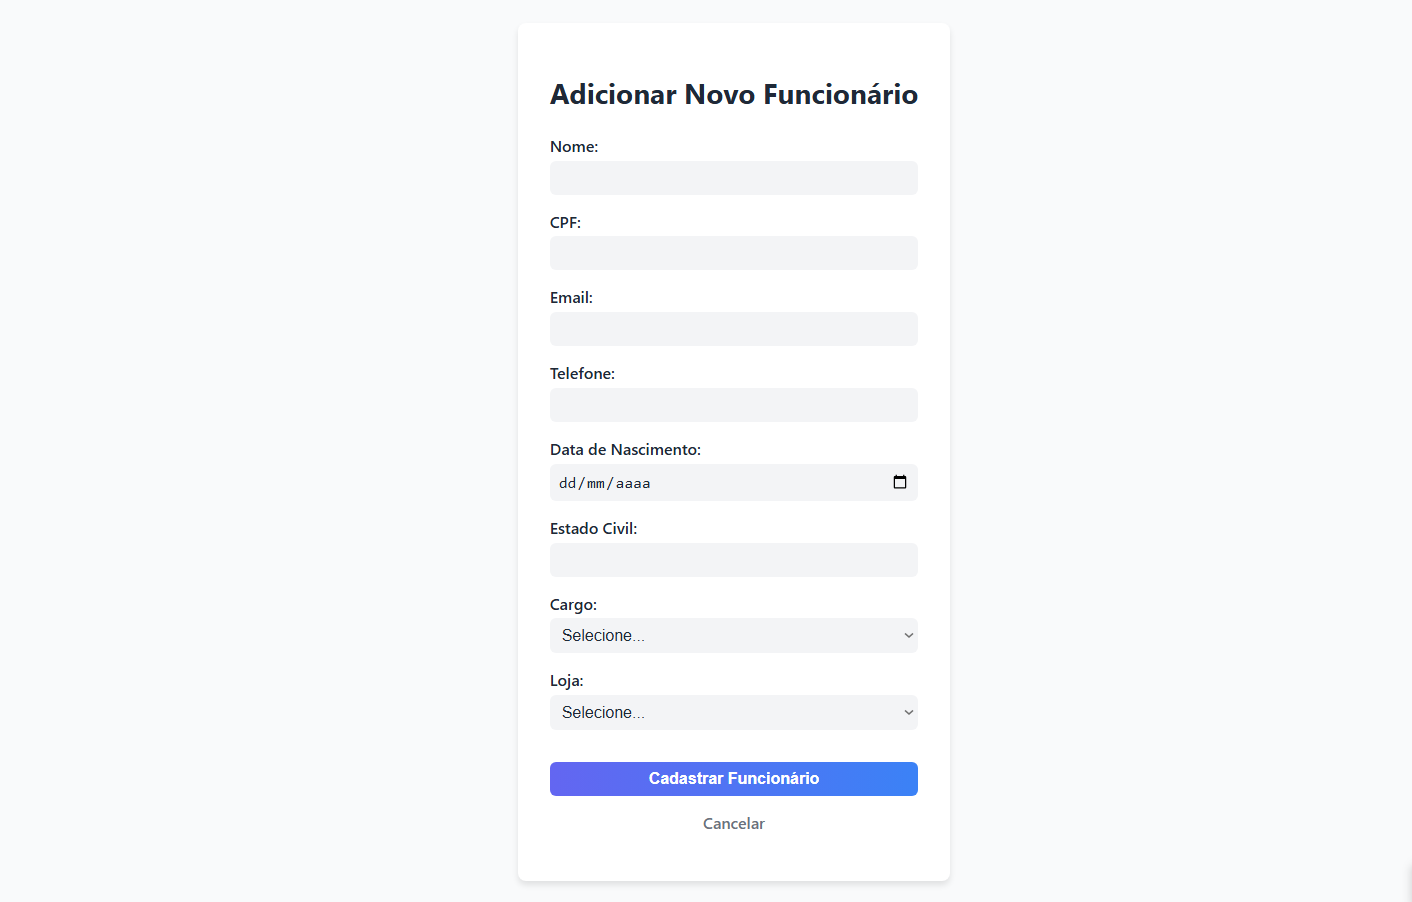 Adicionar Novo Funcionário
Nome:
CPF:
Email:
Telefone:
Data de Nascimento:
dd/mm/aaaa
Estado Civil:
Cargo:
Selecione...
Loja:
Selecione...
Cadastrar Funcionário
Cancelar